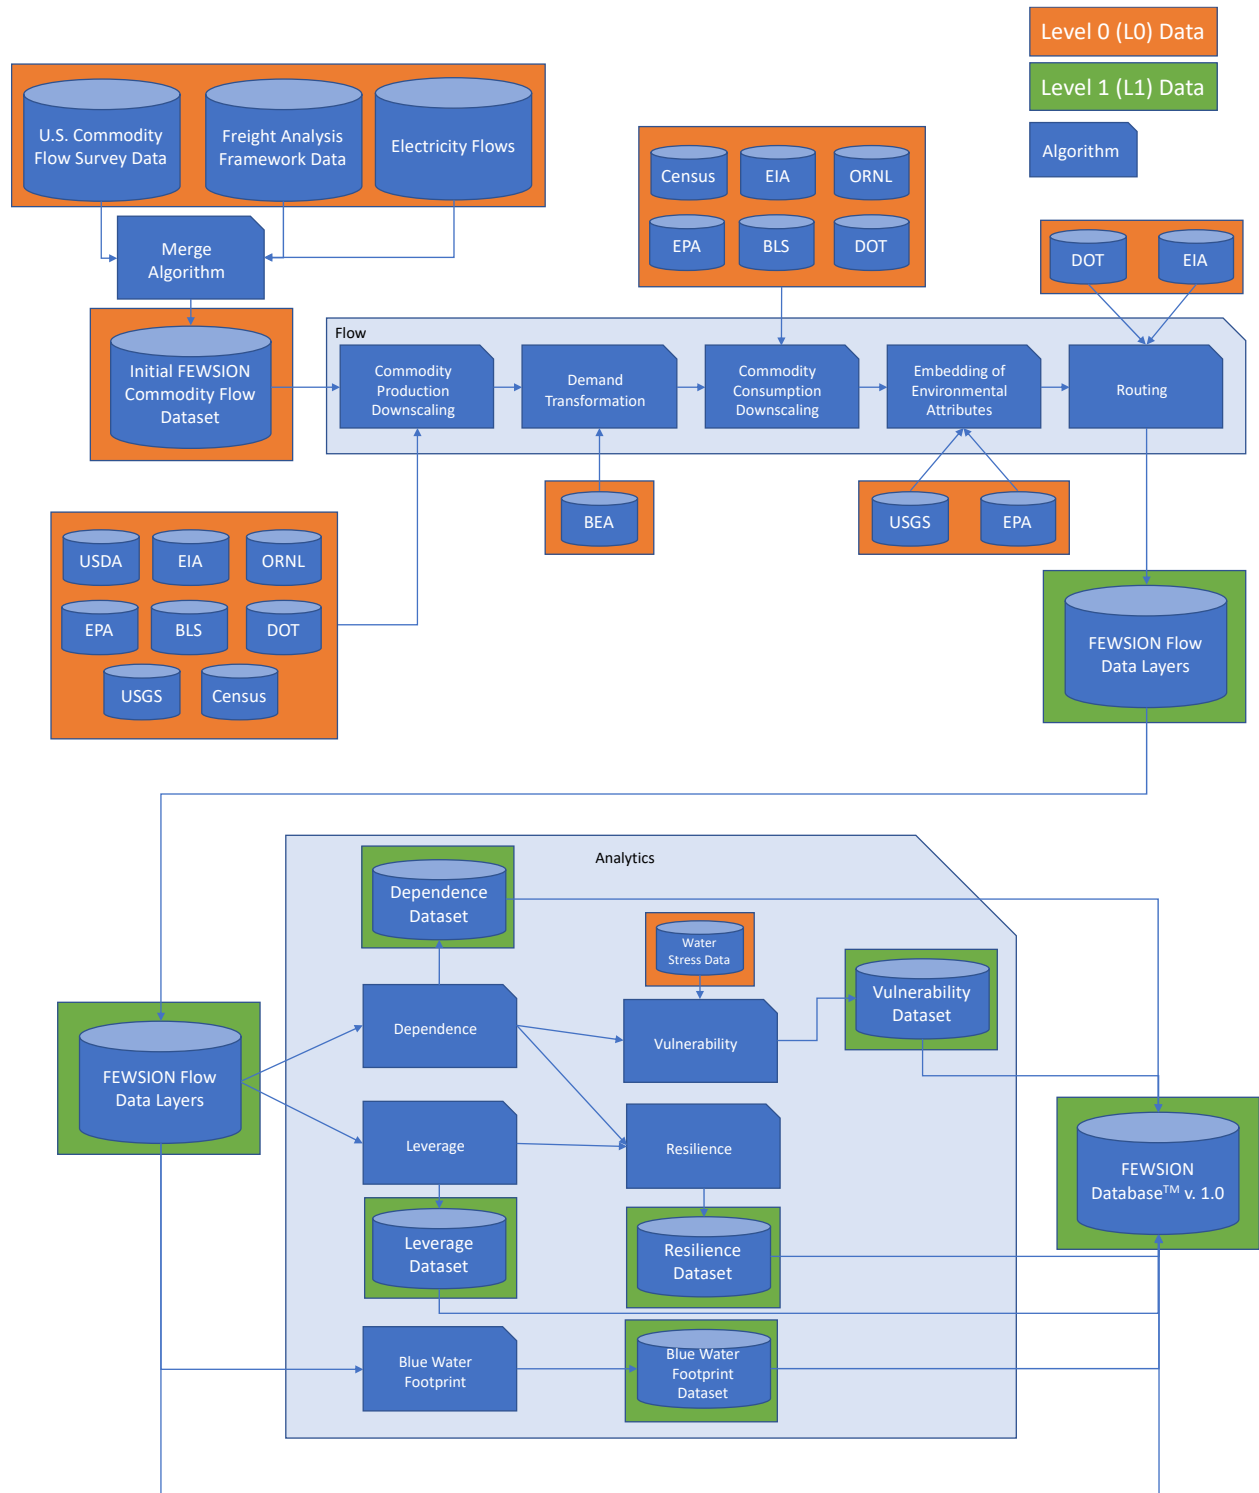 Level 0 (L0) Data
Level 1 (L1) Data
Algorithm
U.S. Commodity
Flow Survey Data
Freight Analysis
Framework Data
Electricity Flows
Merge
Algorithm
Initial FEWSION
Commodity Flow
Dataset
Census
EIA
ORNL
EPA
BLS
DOT
DOT
EIA
Flow
Commodity
Production
Downscaling
Demand
Transformation
Commodity
Consumption
Downscaling
Embedding of
Environmental
Attributes
Routing
BEA
USGS
EPA
USDA
EIA
ORNL
EPA
BLS
DOT
USGS
Census
FEWSION Flow
Data Layers
Analytics
Dependence
Dataset
Water
Stress Data
Vulnerability
Dataset
Dependence
Vulnerability
FEWSION Flow
Data Layers
Leverage
Resilience
FEWSION
Database™ v. 1.0
Leverage
Dataset
Resilience
Dataset
Blue Water
Footprint
Blue Water
Footprint
Dataset